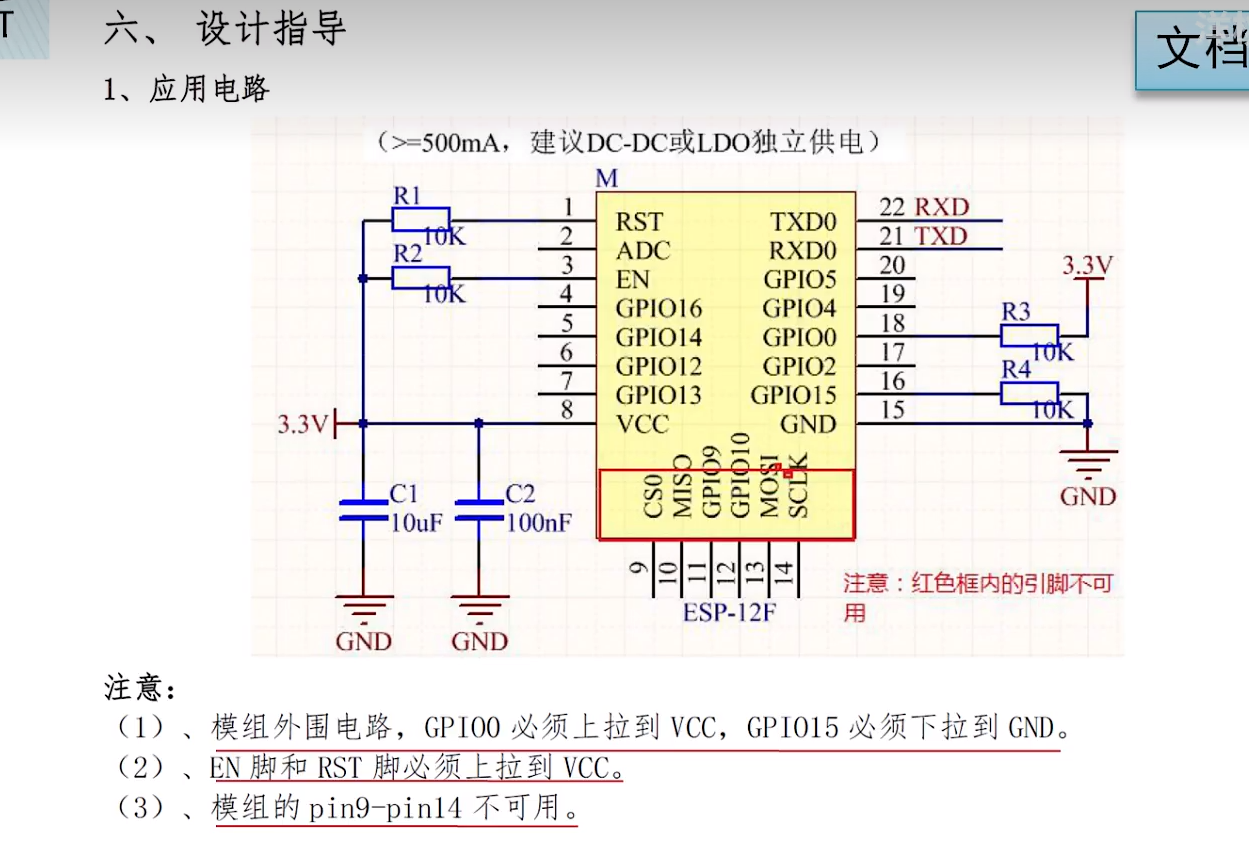 T
六、 设计指导
文档
1、应用电路
（>=500mA，建议DC-DC或LDO独立供电）
M
R1
10K
R2
10K
1
2
3
4
5
6
7
8
RST
ADC
EN
GPIO16
GPIO14
GPIO12
GPIO13
VCC
TXD0
RXD0
GPIO5
GPIO4
GPIO0
GPIO2
GPIO15
GND
22 RXD
21 TXD
20
19
18
17
16
15
3.3V
R3
10K
R4
10K
GND
3.3V
C1
10uF
C2
100nF
GND
GND
CS0
MISO
GPIO9
GPIO10
MOSI
SCLK
9
10
11
12
13
14
ESP-12F
注意：红色框内的引脚不可
用
注意：
（1）、模组外围电路，GPIO0 必须上拉到 VCC，GPIO15 必须下拉到 GND。
（2）、EN 脚和 RST 脚必须上拉到 VCC。
（3）、模组的 pin9-pin14 不可用。